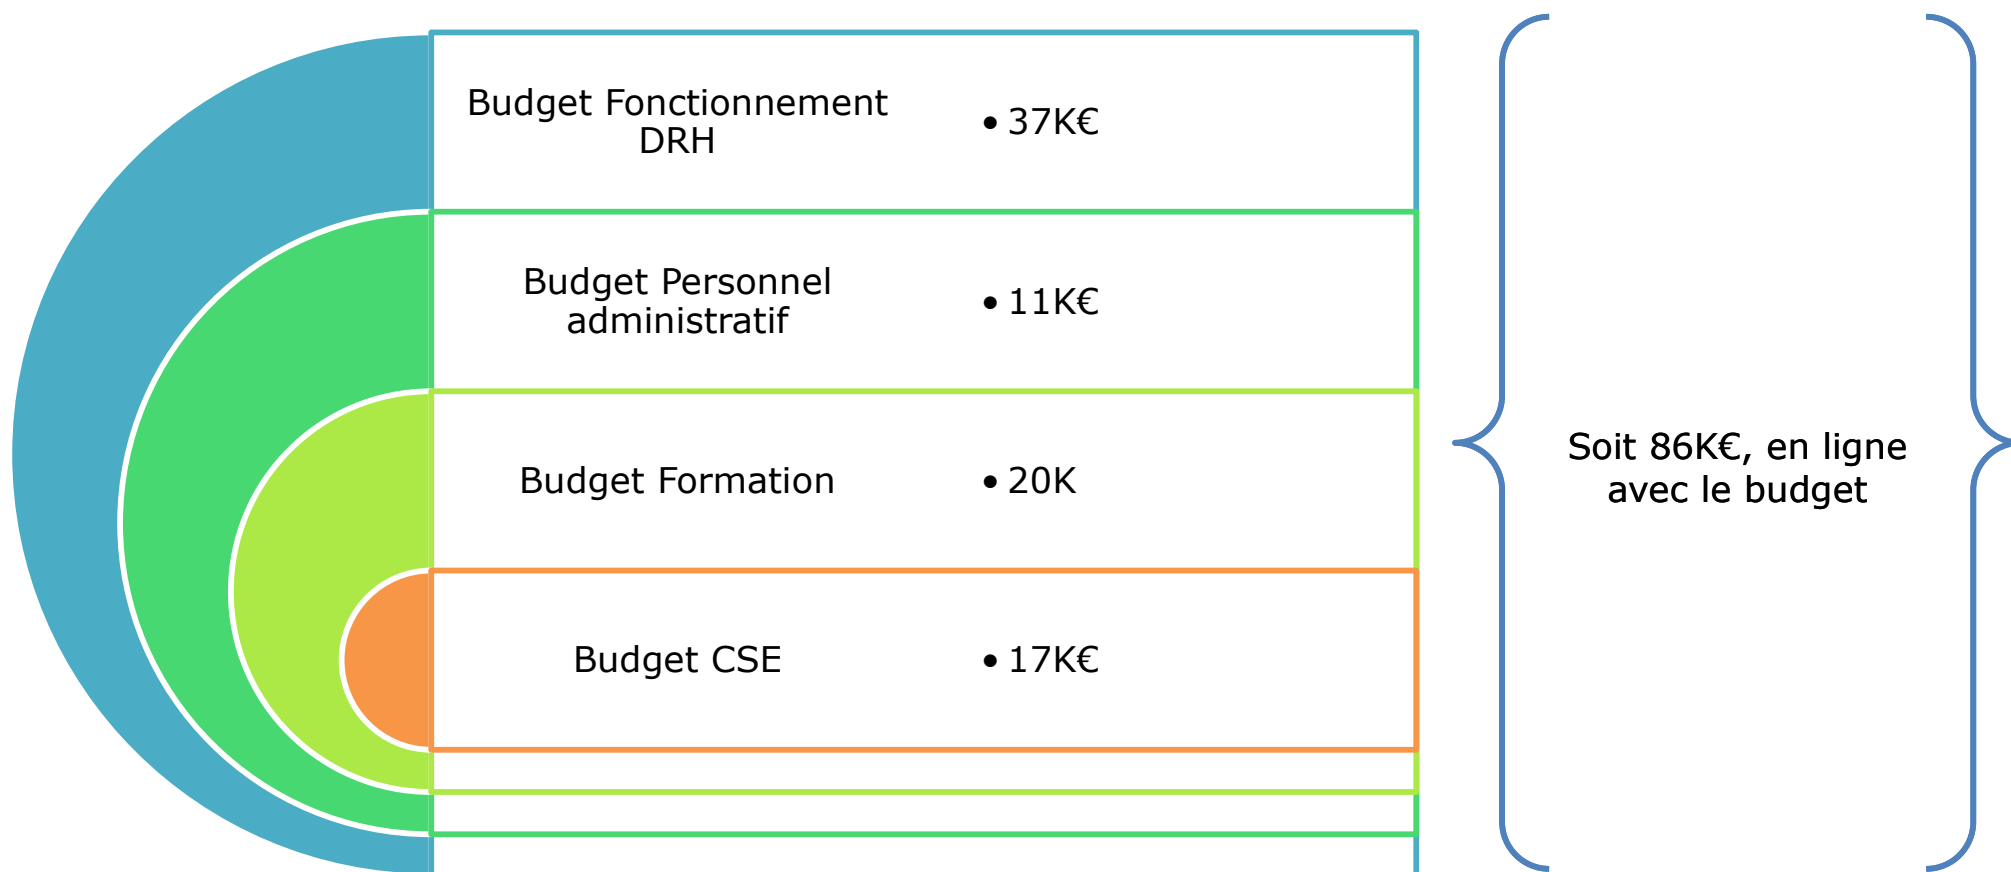 Budget Fonctionnement
DRH
• 37K€
Budget Personnel
administratif
• 11K€
Budget Formation
• 20K
Budget CSE
• 17K€
Soit 86K€, en ligne
avec le budget